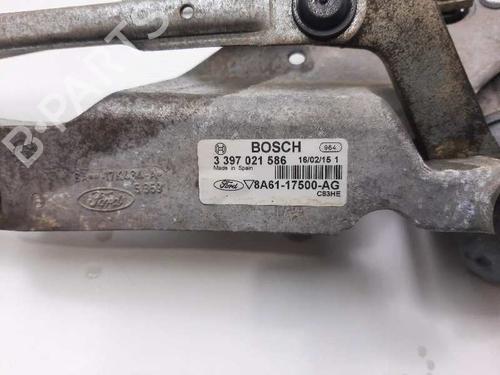 B-PARTS
BOSCH
964
3 397 021 586
16/02/15 1
Made in Spain
Ford
8A61-17500-AG
CS3HE
Ford